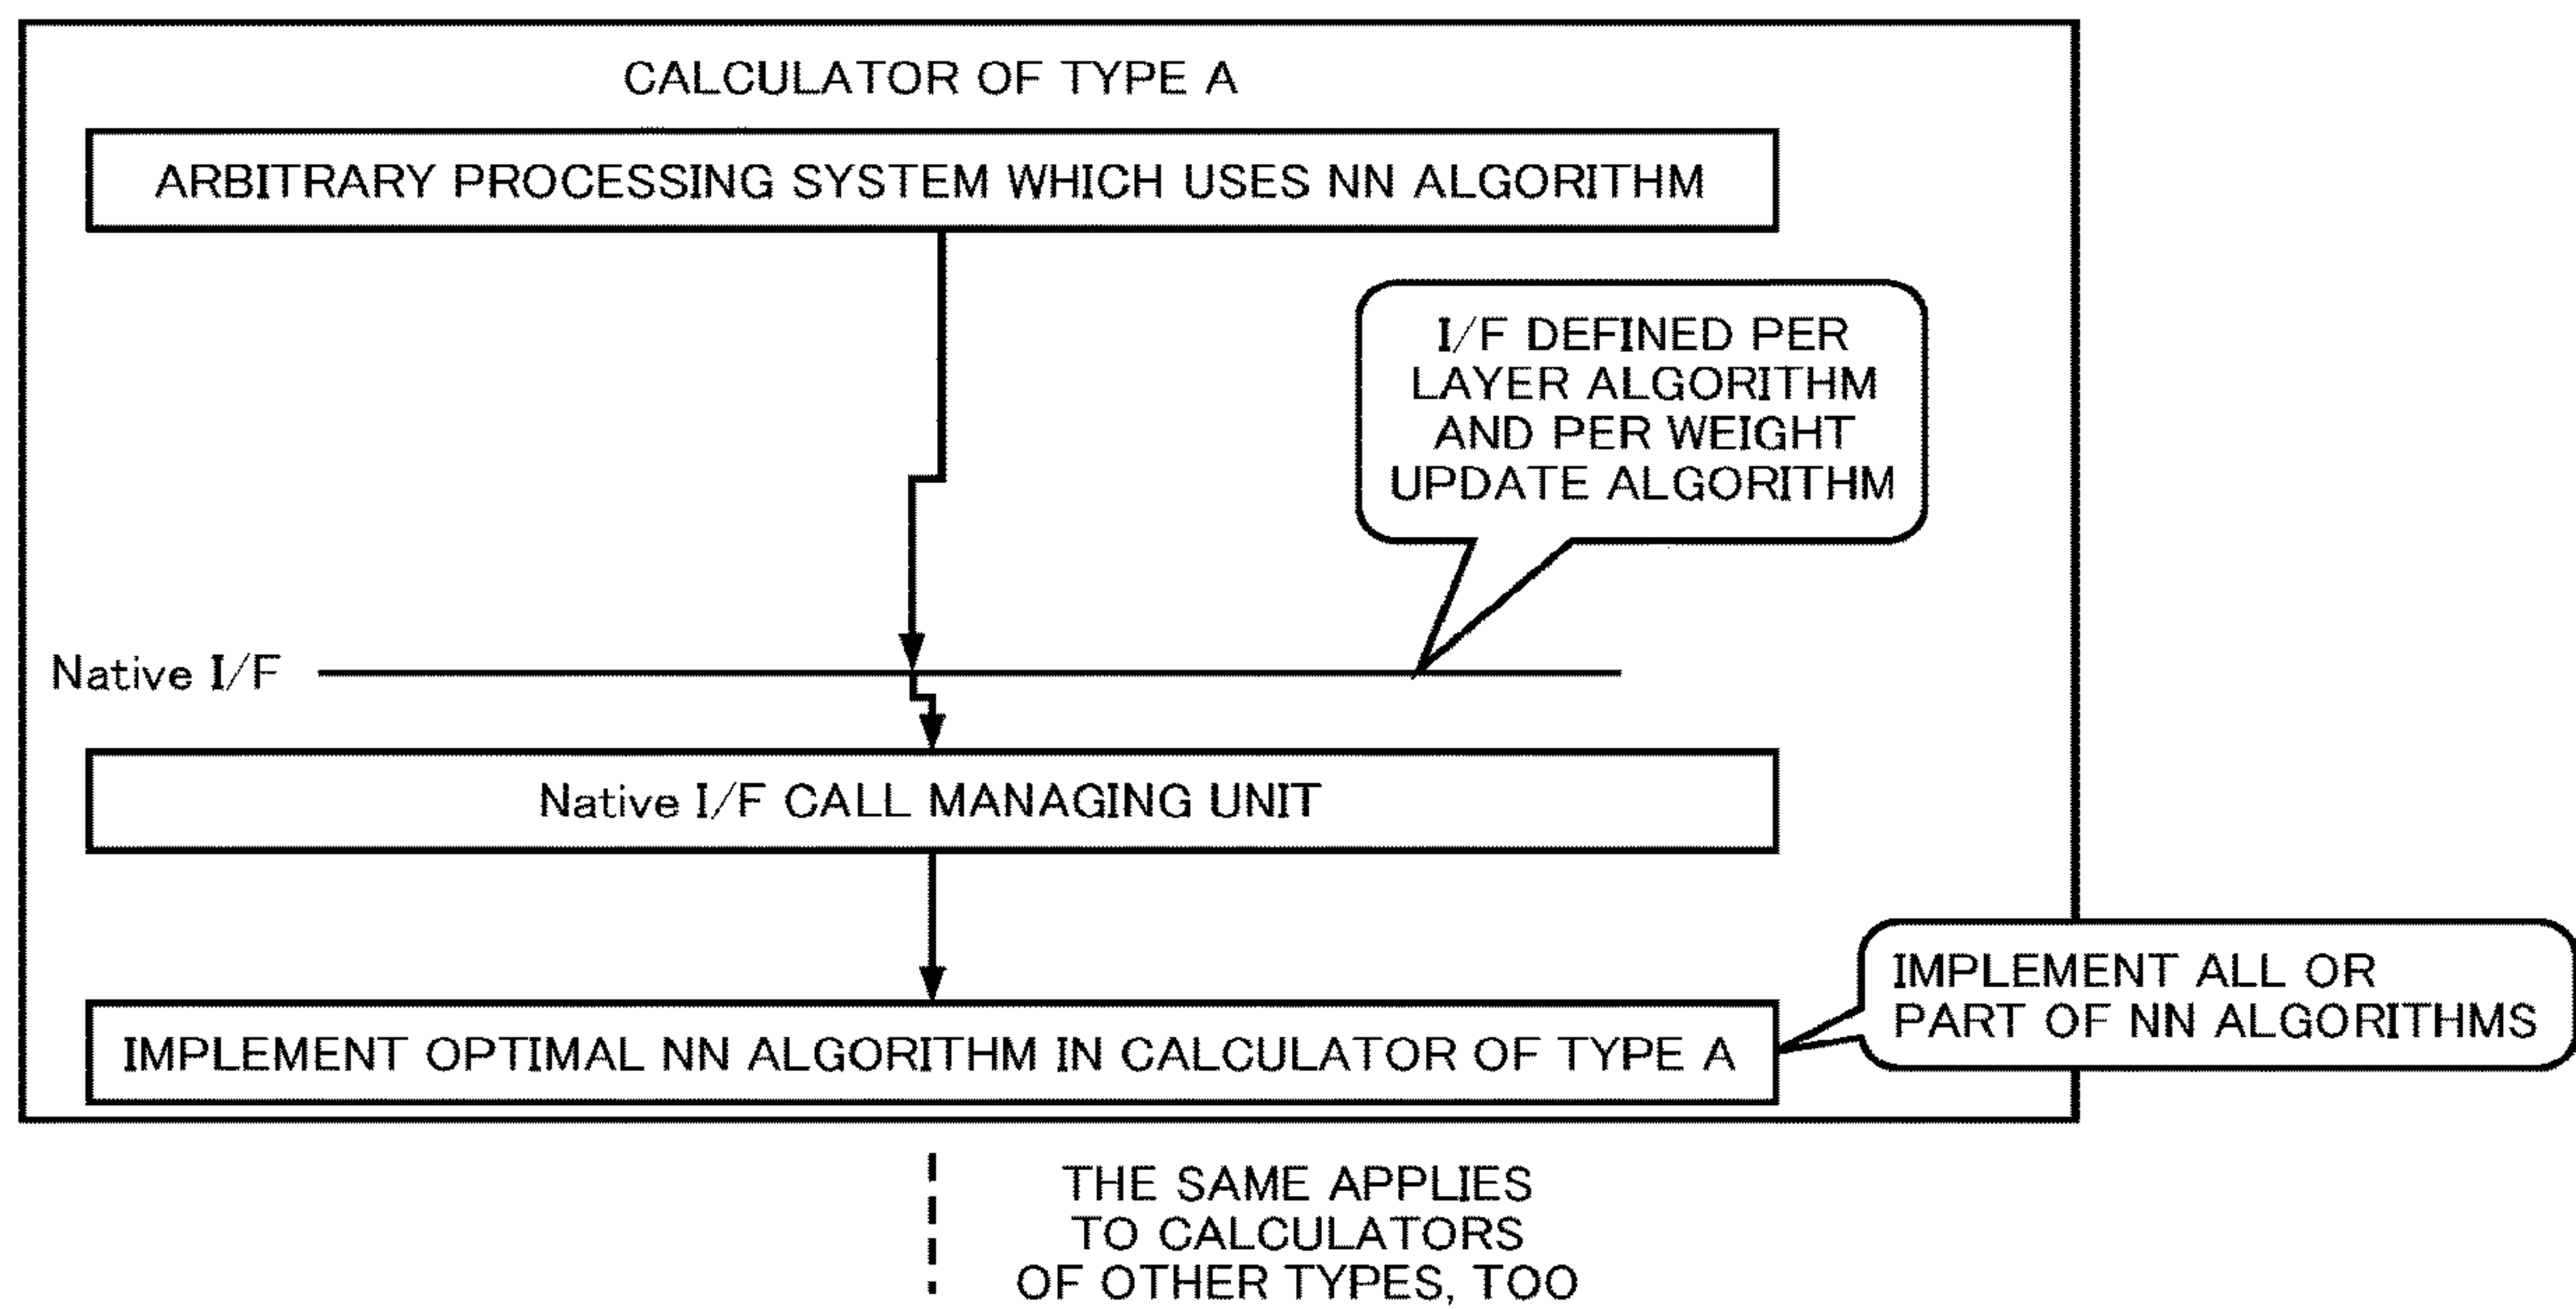 CALCULATOR OF TYPE A
ARBITRARY PROCESSING SYSTEM WHICH USES NN ALGORITHM
I/F DEFINED PER
LAYER ALGORITHM
AND PER WEIGHT
UPDATE ALGORITHM
Native I/F
Native I/F CALL MANAGING UNIT
IMPLEMENT ALL OR
PART OF NN ALGORITHMS
IMPLEMENT OPTIMAL NN ALGORITHM IN CALCULATOR OF TYPE A
THE SAME APPLIES
TO CALCULATORS
OF OTHER TYPES, TOO